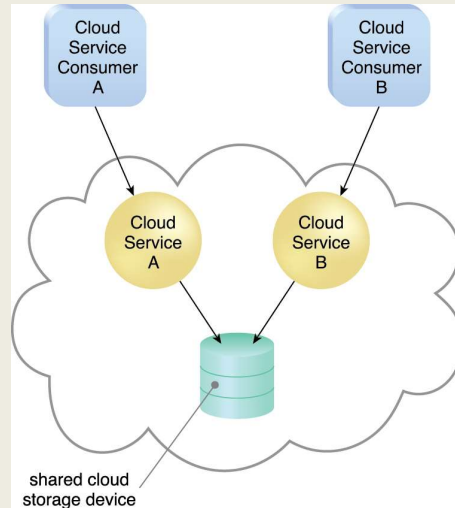 Cloud
Service
Consumer
A
Cloud
Service
Consumer
B
Cloud
Service
A
Cloud
Service
B
shared cloud
storage device